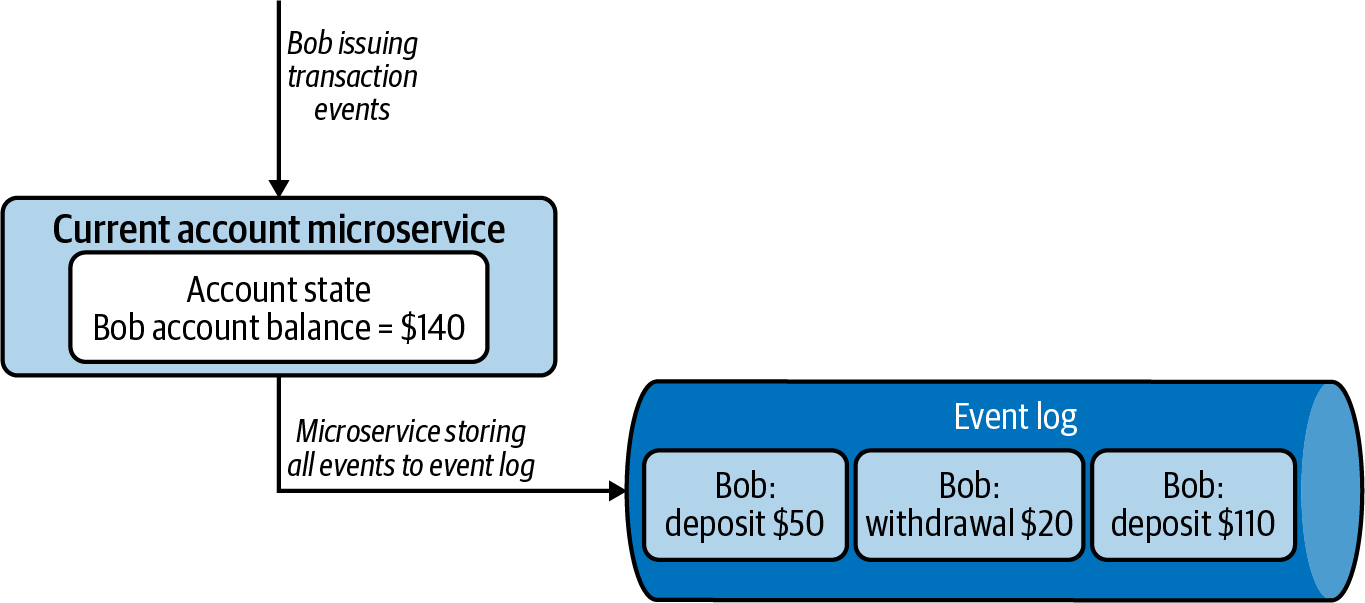 Bob issuing
transaction
events
Current account microservice
Account state
Bob account balance = $140
Microservice storing
all events to event log
Event log
Bob:
deposit $50
Bob:
withdrawal $20
Bob:
deposit $110